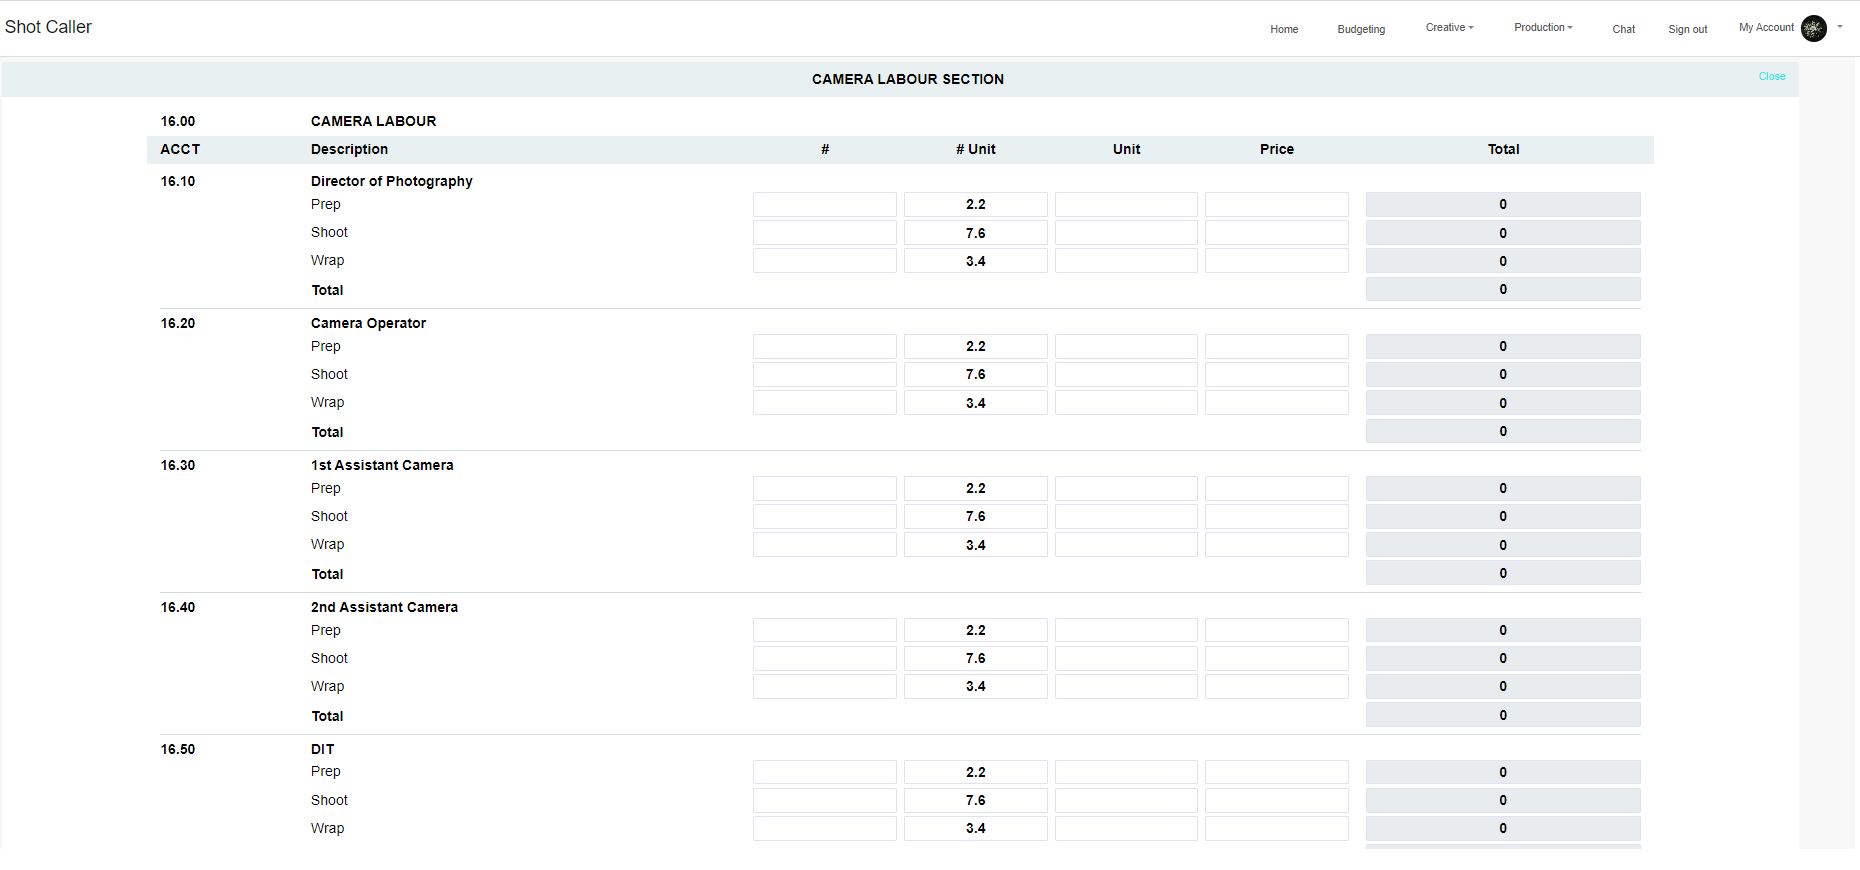 Shot Caller
Home Budgeting Creative Production Chat Sign out My Account
CAMERA LABOUR SECTION Close
16.00 CAMERA LABOUR
ACCT Description # # Unit Unit Price Total
16.10 Director of Photography
Prep 2.2 0
Shoot 7.6 0
Wrap 3.4 0
Total 0
16.20 Camera Operator
Prep 2.2 0
Shoot 7.6 0
Wrap 3.4 0
Total 0
16.30 1st Assistant Camera
Prep 2.2 0
Shoot 7.6 0
Wrap 3.4 0
Total 0
16.40 2nd Assistant Camera
Prep 2.2 0
Shoot 7.6 0
Wrap 3.4 0
Total 0
16.50 DIT
Prep 2.2 0
Shoot 7.6 0
Wrap 3.4 0